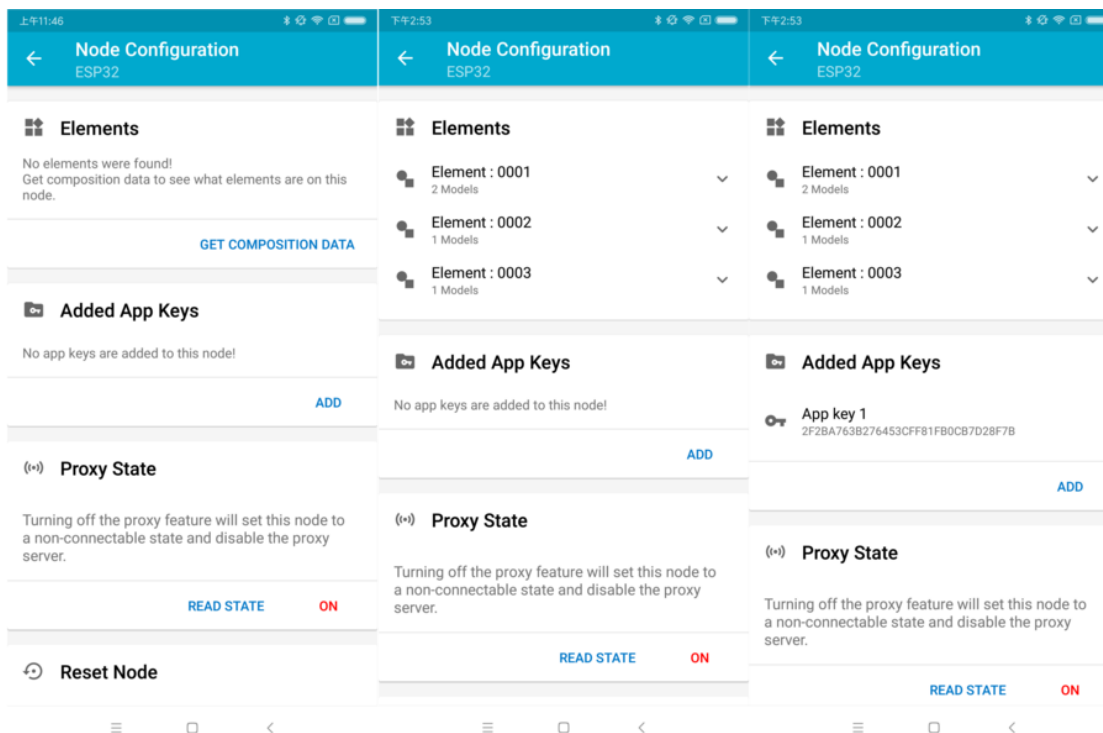 上午11:46
Node Configuration
ESP32
Elements
No elements were found!
Get composition data to see what elements are on this
node.
GET COMPOSITION DATA
Added App Keys
No app keys are added to this node!
ADD
Proxy State
Turning off the proxy feature will set this node to
a non-connectable state and disable the proxy
server.
READ STATE ON
Reset Node
下午2:53
Node Configuration
ESP32
Elements
Element : 0001
2 Models
Element : 0002
1 Models
Element : 0003
1 Models
Added App Keys
No app keys are added to this node!
ADD
Proxy State
Turning off the proxy feature will set this node to
a non-connectable state and disable the proxy
server.
READ STATE ON
下午2:53
Node Configuration
ESP32
Elements
Element : 0001
2 Models
Element : 0002
1 Models
Element : 0003
1 Models
Added App Keys
App key 1
2F2BA763B276453CFF81FB0CB7D28F7B
ADD
Proxy State
Turning off the proxy feature will set this node to
a non-connectable state and disable the proxy
server.
READ STATE ON